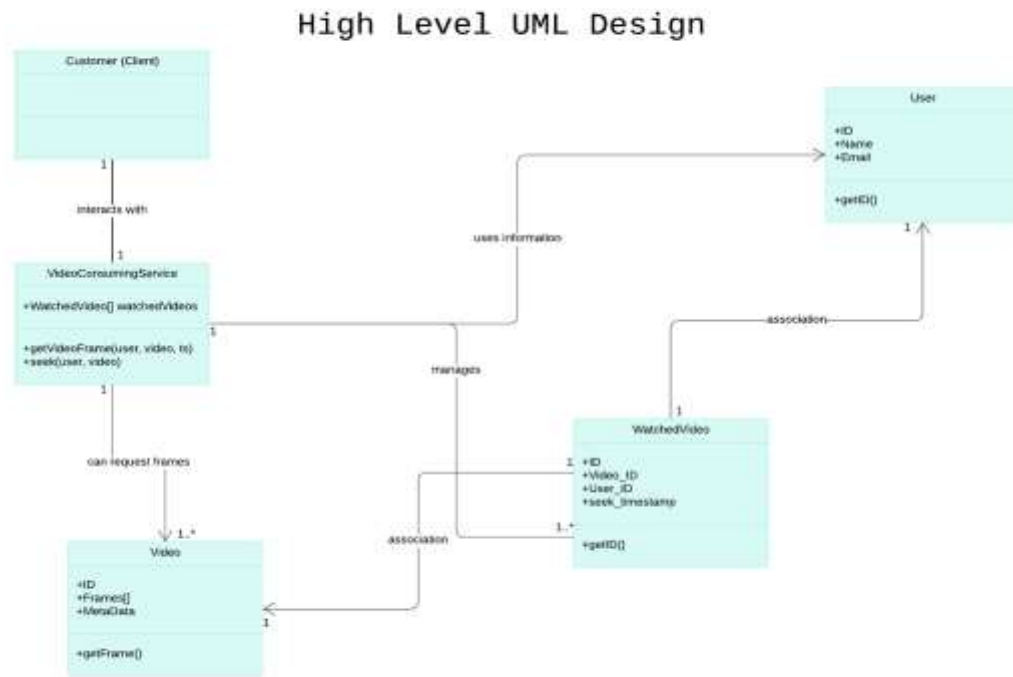 High Level UML Design
Customer (Client)
1
interacts with
1
VideoConsumingService
+WatchedVideo[] watchedVideos
+getVideoFrame(user, video, ts)
+seek(user, video)
1
1
uses information
User
+ID
+Name
+Email
+getID()
1
association
1
manages
can request frames
1..*
Video
+ID
+Frames[]
+MetaData
+getFrame()
WatchedVideo
+ID
+Video_ID
+User_ID
+seek_timestamp
+getID()
1
1..*
association
1